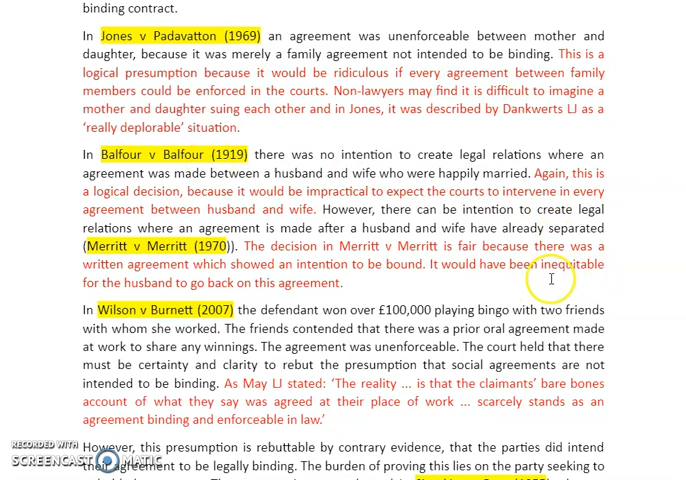 binding contract.
In Jones v Padavatton (1969) an agreement was unenforceable between mother and
daughter, because it was merely a family agreement not intended to be binding. This is a
logical presumption because it would be ridiculous if every agreement between family
members could be enforced in the courts. Non-lawyers may find it is difficult to imagine a
mother and daughter suing each other and in Jones, it was described by Dankwerts LJ as a
‘really deplorable’ situation.
In Balfour v Balfour (1919) there was no intention to create legal relations where an
agreement was made between a husband and wife who were happily married. Again, this is
a logical decision, because it would be impractical to expect the courts to intervene in every
agreement between husband and wife. However, there can be intention to create legal
relations where an agreement is made after a husband and wife have already separated
(Merritt v Merritt (1970)). The decision in Merritt v Merritt is fair because there was a
written agreement which showed an intention to be bound. It would have been inequitable
for the husband to go back on this agreement.
In Wilson v Burnett (2007) the defendant won over £100,000 playing bingo with two friends
with whom she worked. The friends contended that there was a prior oral agreement made
at work to share any winnings. The agreement was unenforceable. The court held that there
must be certainty and clarity to rebut the presumption that social agreements are not
intended to be binding. As May LJ stated: ‘The reality ... is that the claimants’ bare bones
account of what they say was agreed at their place of work ... scarcely stands as an
agreement binding and enforceable in law.’
However, this presumption is rebuttable by contrary evidence, that the parties did intend
their agreement to be legally binding. The burden of proving this lies on the party seeking to
RECORDED WITH
SCREENCAST MATIC